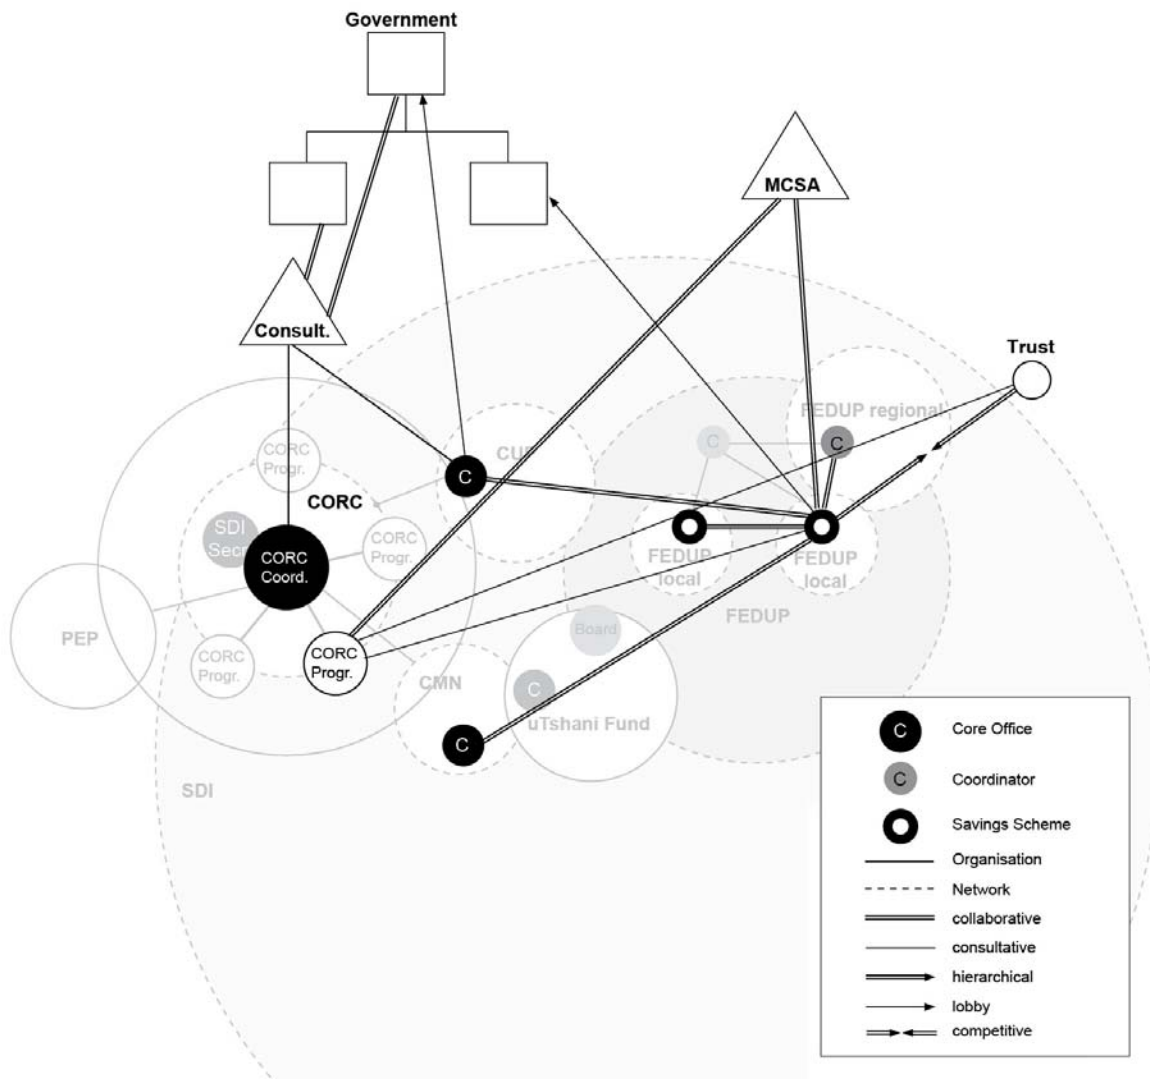 Government
MCSA
Consult.
Trust
FEDUP regional
C
C
CORC
Progr.
CUP
C
CORC
SDI
Secr.
CORC
Coord.
CORC
Progr.
FEDUP
local
FEDUP
local
FEDUP
PEP
CORC
Progr.
CORC
Progr.
Board
CMN
C
uTshani Fund
C
SDI
C
Core Office
C
Coordinator
Savings Scheme
Organisation
Network
collaborative
consultative
hierarchical
lobby
competitive